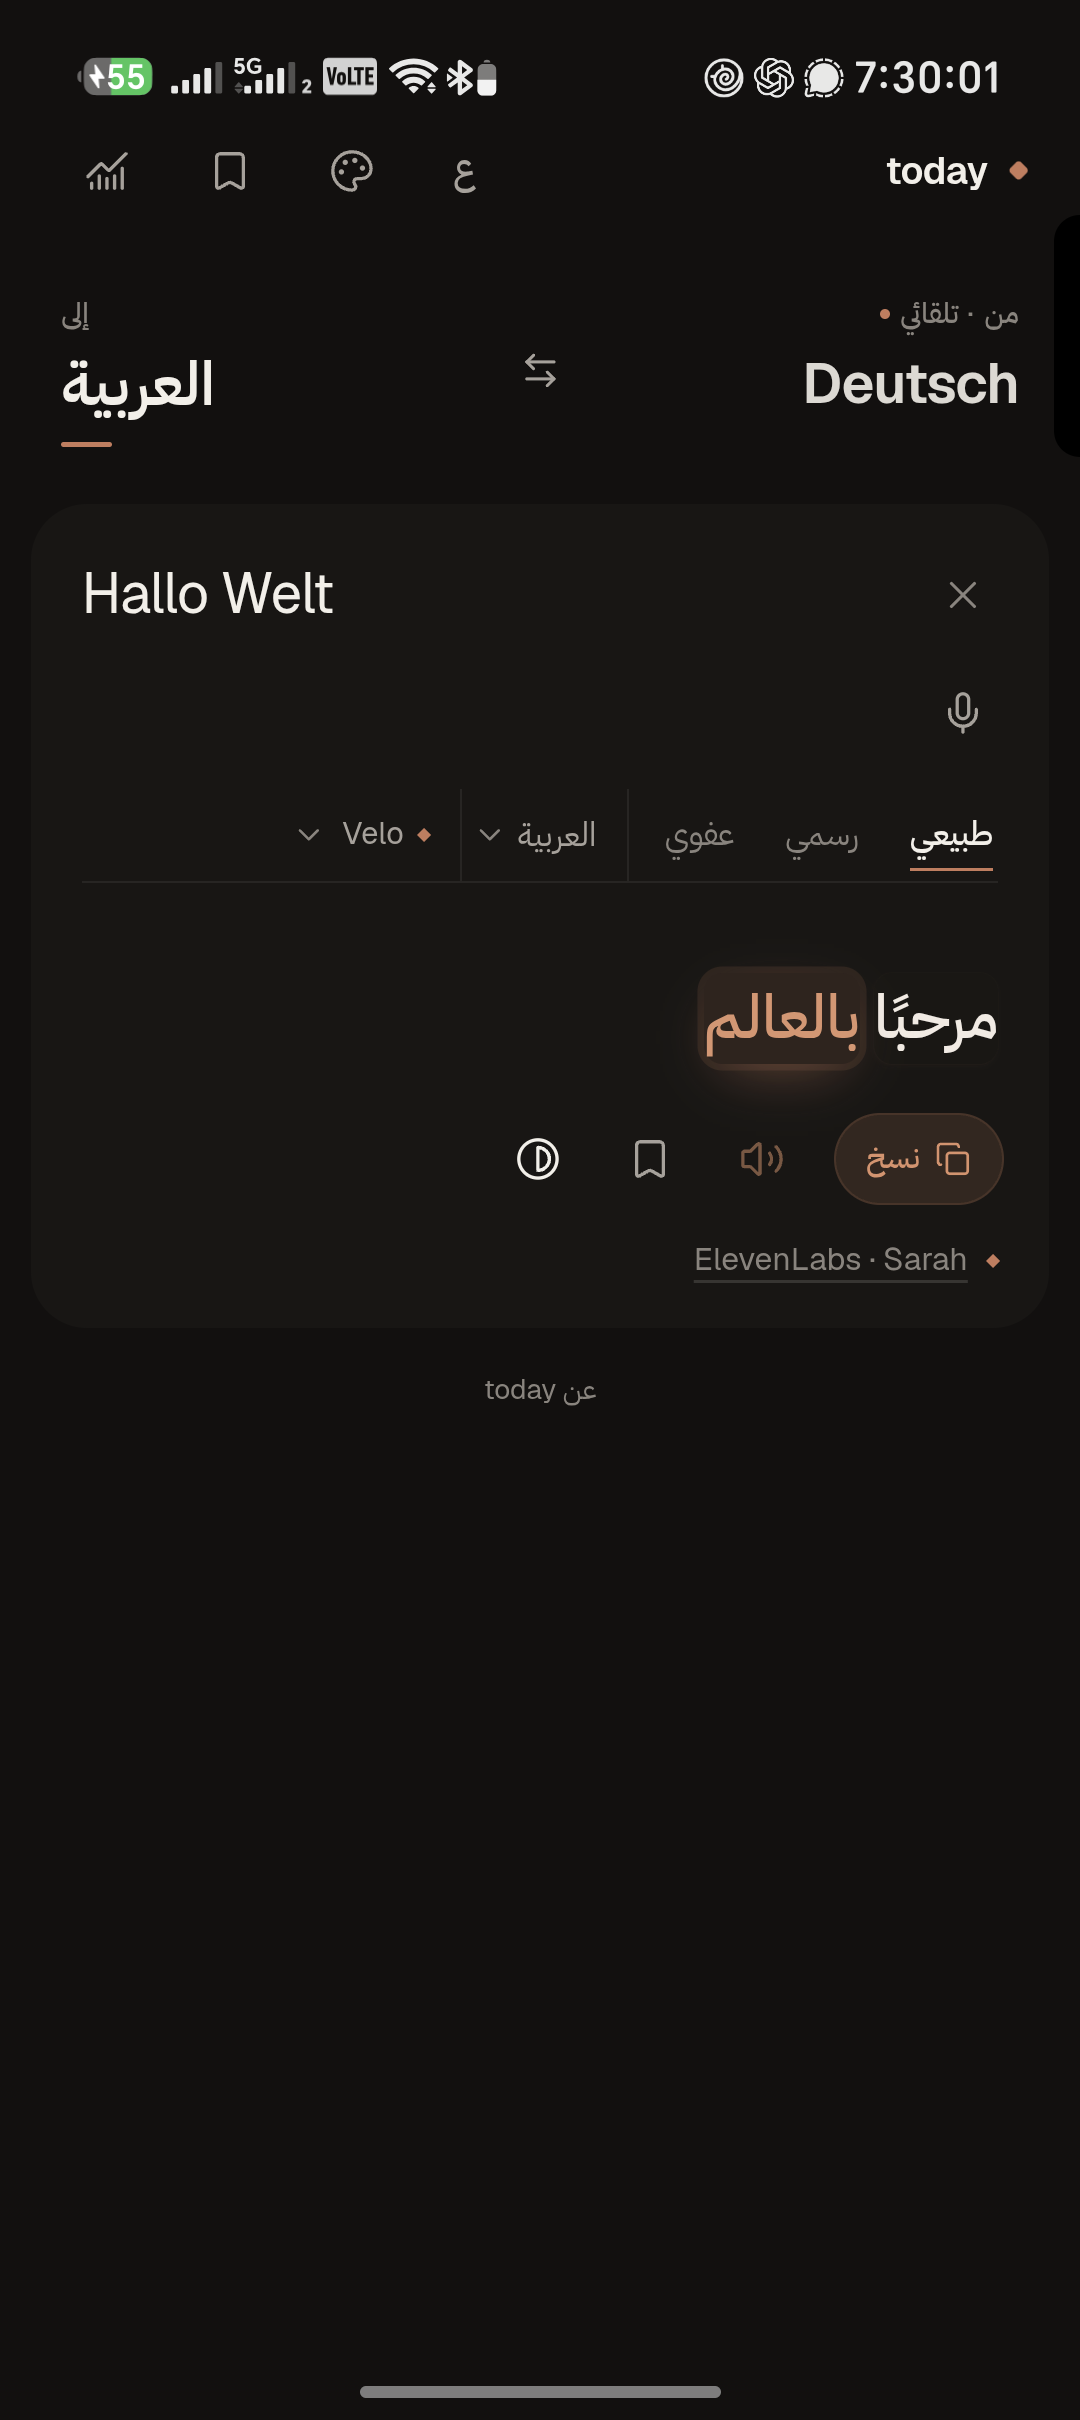 55 5G 2 VoLTE 7:30:01
ع today
من · تلقائي إلى
Deutsch العربية
Hallo Welt
طبيعي رسمي عفوي العربية Velo
مرحبًا بالعالم
نسخ
ElevenLabs · Sarah
عن today